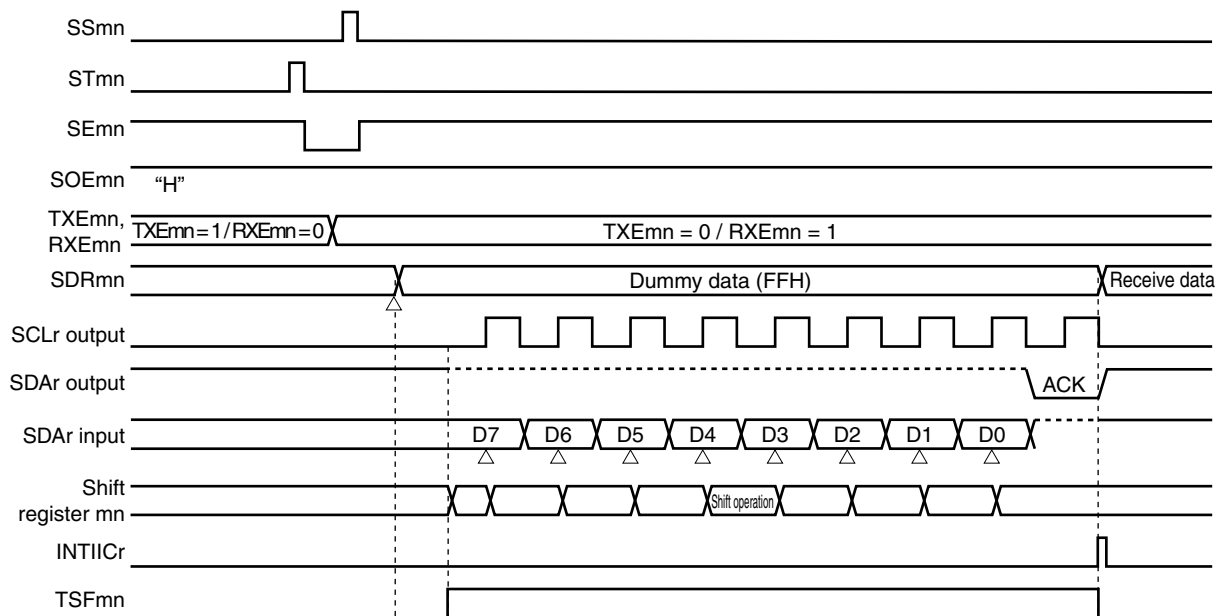 SSmn
STmn
SEmn
SOEmn “H”
TXEmn,
RXEmn
TXEmn = 1 / RXEmn = 0 TXEmn = 0 / RXEmn = 1
SDRmn Dummy data (FFH) Receive data
SCLr output
SDAr output ACK
SDAr input D7 D6 D5 D4 D3 D2 D1 D0
Shift
register mn
Shift operation
INTIICr
TSFmn